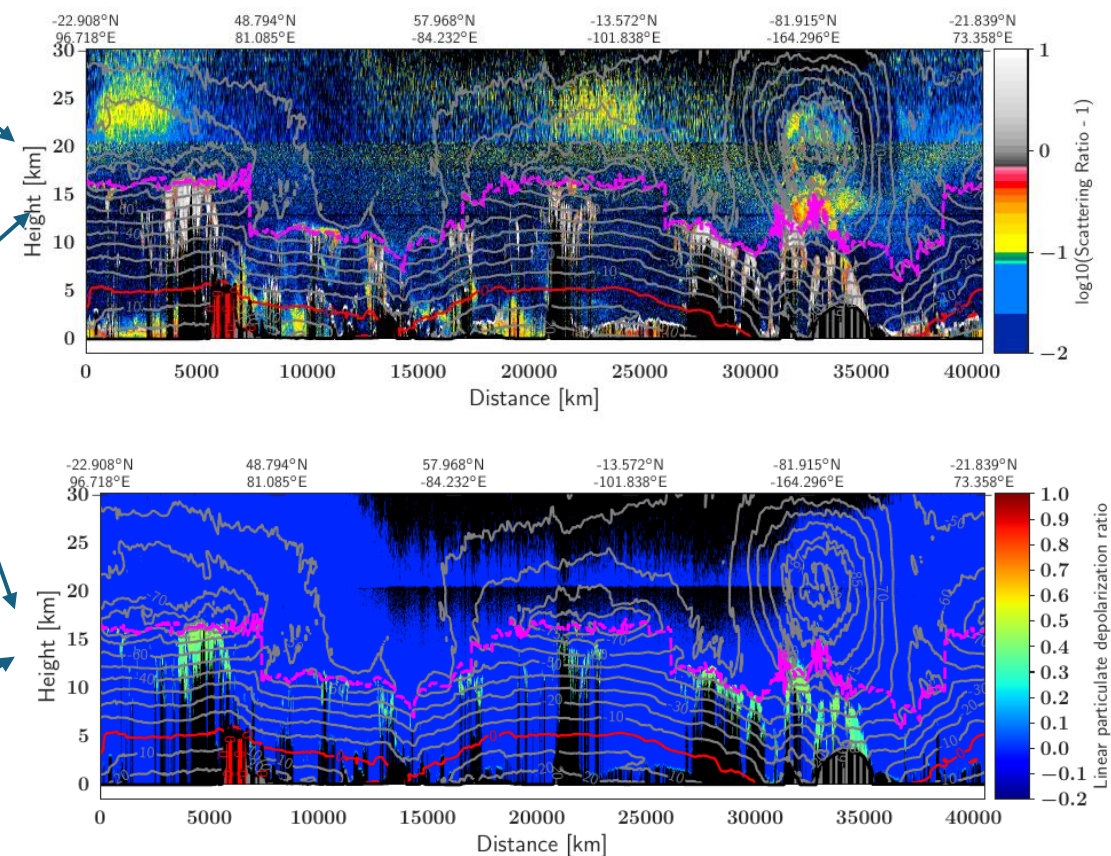 -22.908°N 48.794°N 57.968°N -13.572°N -81.915°N -21.839°N
96.718°E 81.085°E -84.232°E -101.838°E -164.296°E 73.358°E
30
25
20
15
10
5
0
Height [km]
0 5000 10000 15000 20000 25000 30000 35000 40000
Distance [km]
1
0
−1
−2
log10(Scattering Ratio - 1)
-22.908°N 48.794°N 57.968°N -13.572°N -81.915°N -21.839°N
96.718°E 81.085°E -84.232°E -101.838°E -164.296°E 73.358°E
30
25
20
15
10
5
0
Height [km]
0 5000 10000 15000 20000 25000 30000 35000 40000
Distance [km]
1.0
0.9
0.8
0.7
0.6
0.5
0.4
0.3
0.2
0.1
0.0
−0.1
−0.2
Linear particulate depolarization ratio